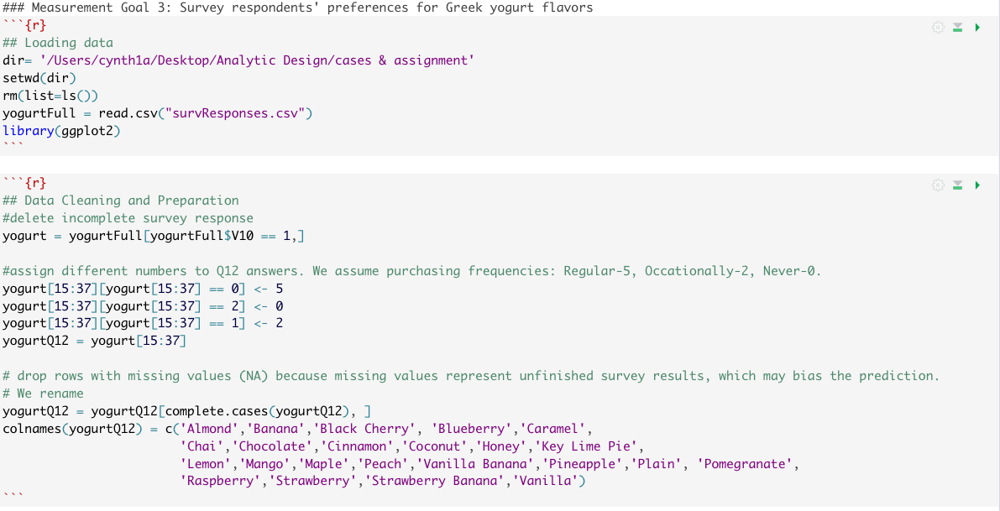 ### Measurement Goal 3: Survey respondents' preferences for Greek yogurt flavors
```{r}
## Loading data
dir= '/Users/cynth1a/Desktop/Analytic Design/cases & assignment'
setwd(dir)
rm(list=ls())
yogurtFull = read.csv("survResponses.csv")
library(ggplot2)
```
```{r}
## Data Cleaning and Preparation
#delete incomplete survey response
yogurt = yogurtFull[yogurtFull$V10 == 1,]
#assign different numbers to Q12 answers. We assume purchasing frequencies: Regular-5, Occationally-2, Never-0.
yogurt[15:37][yogurt[15:37] == 0] <- 5
yogurt[15:37][yogurt[15:37] == 2] <- 0
yogurt[15:37][yogurt[15:37] == 1] <- 2
yogurtQ12 = yogurt[15:37]
# drop rows with missing values (NA) because missing values represent unfinished survey results, which may bias the prediction.
# We rename
yogurtQ12 = yogurtQ12[complete.cases(yogurtQ12), ]
colnames(yogurtQ12) = c('Almond','Banana','Black Cherry', 'Blueberry','Caramel',
'Chai','Chocolate','Cinnamon','Coconut','Honey','Key Lime Pie',
'Lemon','Mango','Maple','Peach','Vanilla Banana','Pineapple','Plain', 'Pomegranate',
'Raspberry','Strawberry','Strawberry Banana','Vanilla')
```